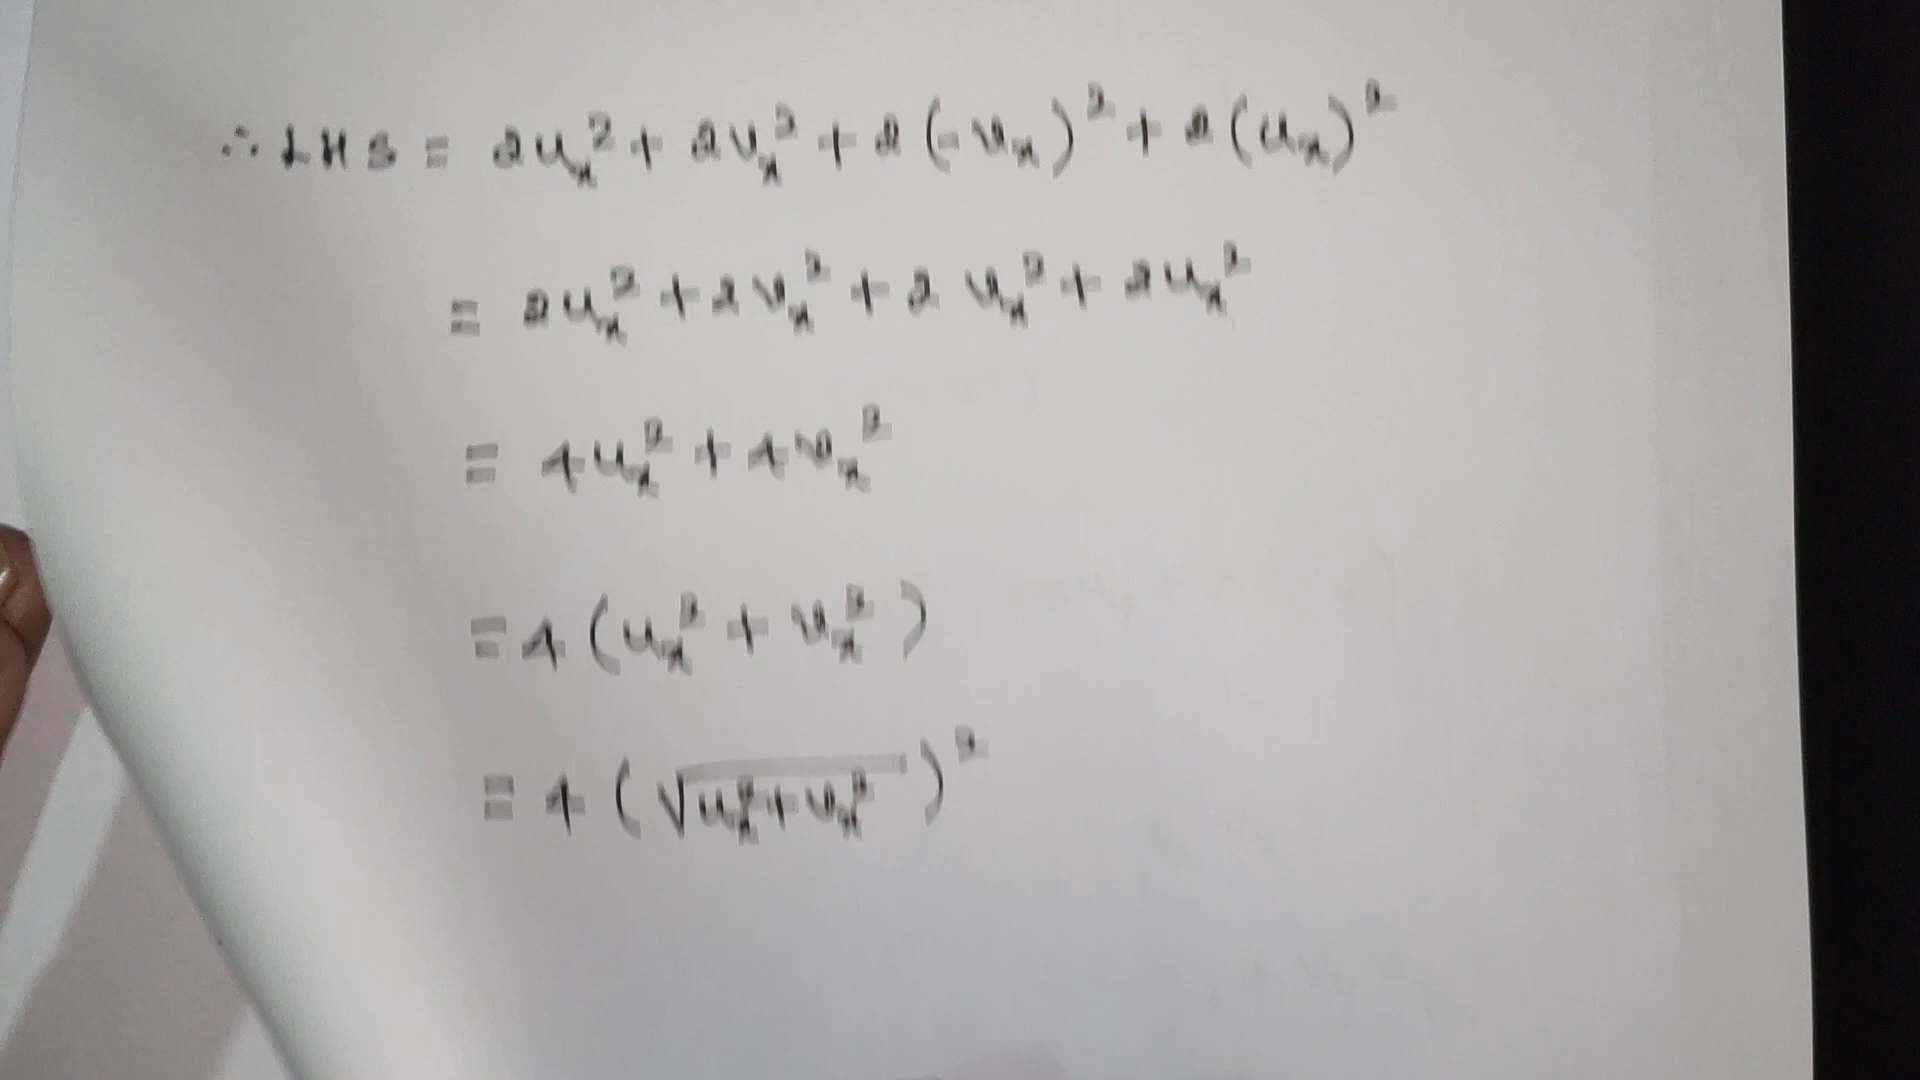 ∴ LHS = 2uₓ² + 2vₓ² + 2(-vₓ)² + 2(uₓ)²
= 2uₓ² + 2vₓ² + 2vₓ² + 2uₓ²
= 4uₓ² + 4vₓ²
= 4(uₓ² + vₓ²)
= 4(√(uₓ² + vₓ²))²